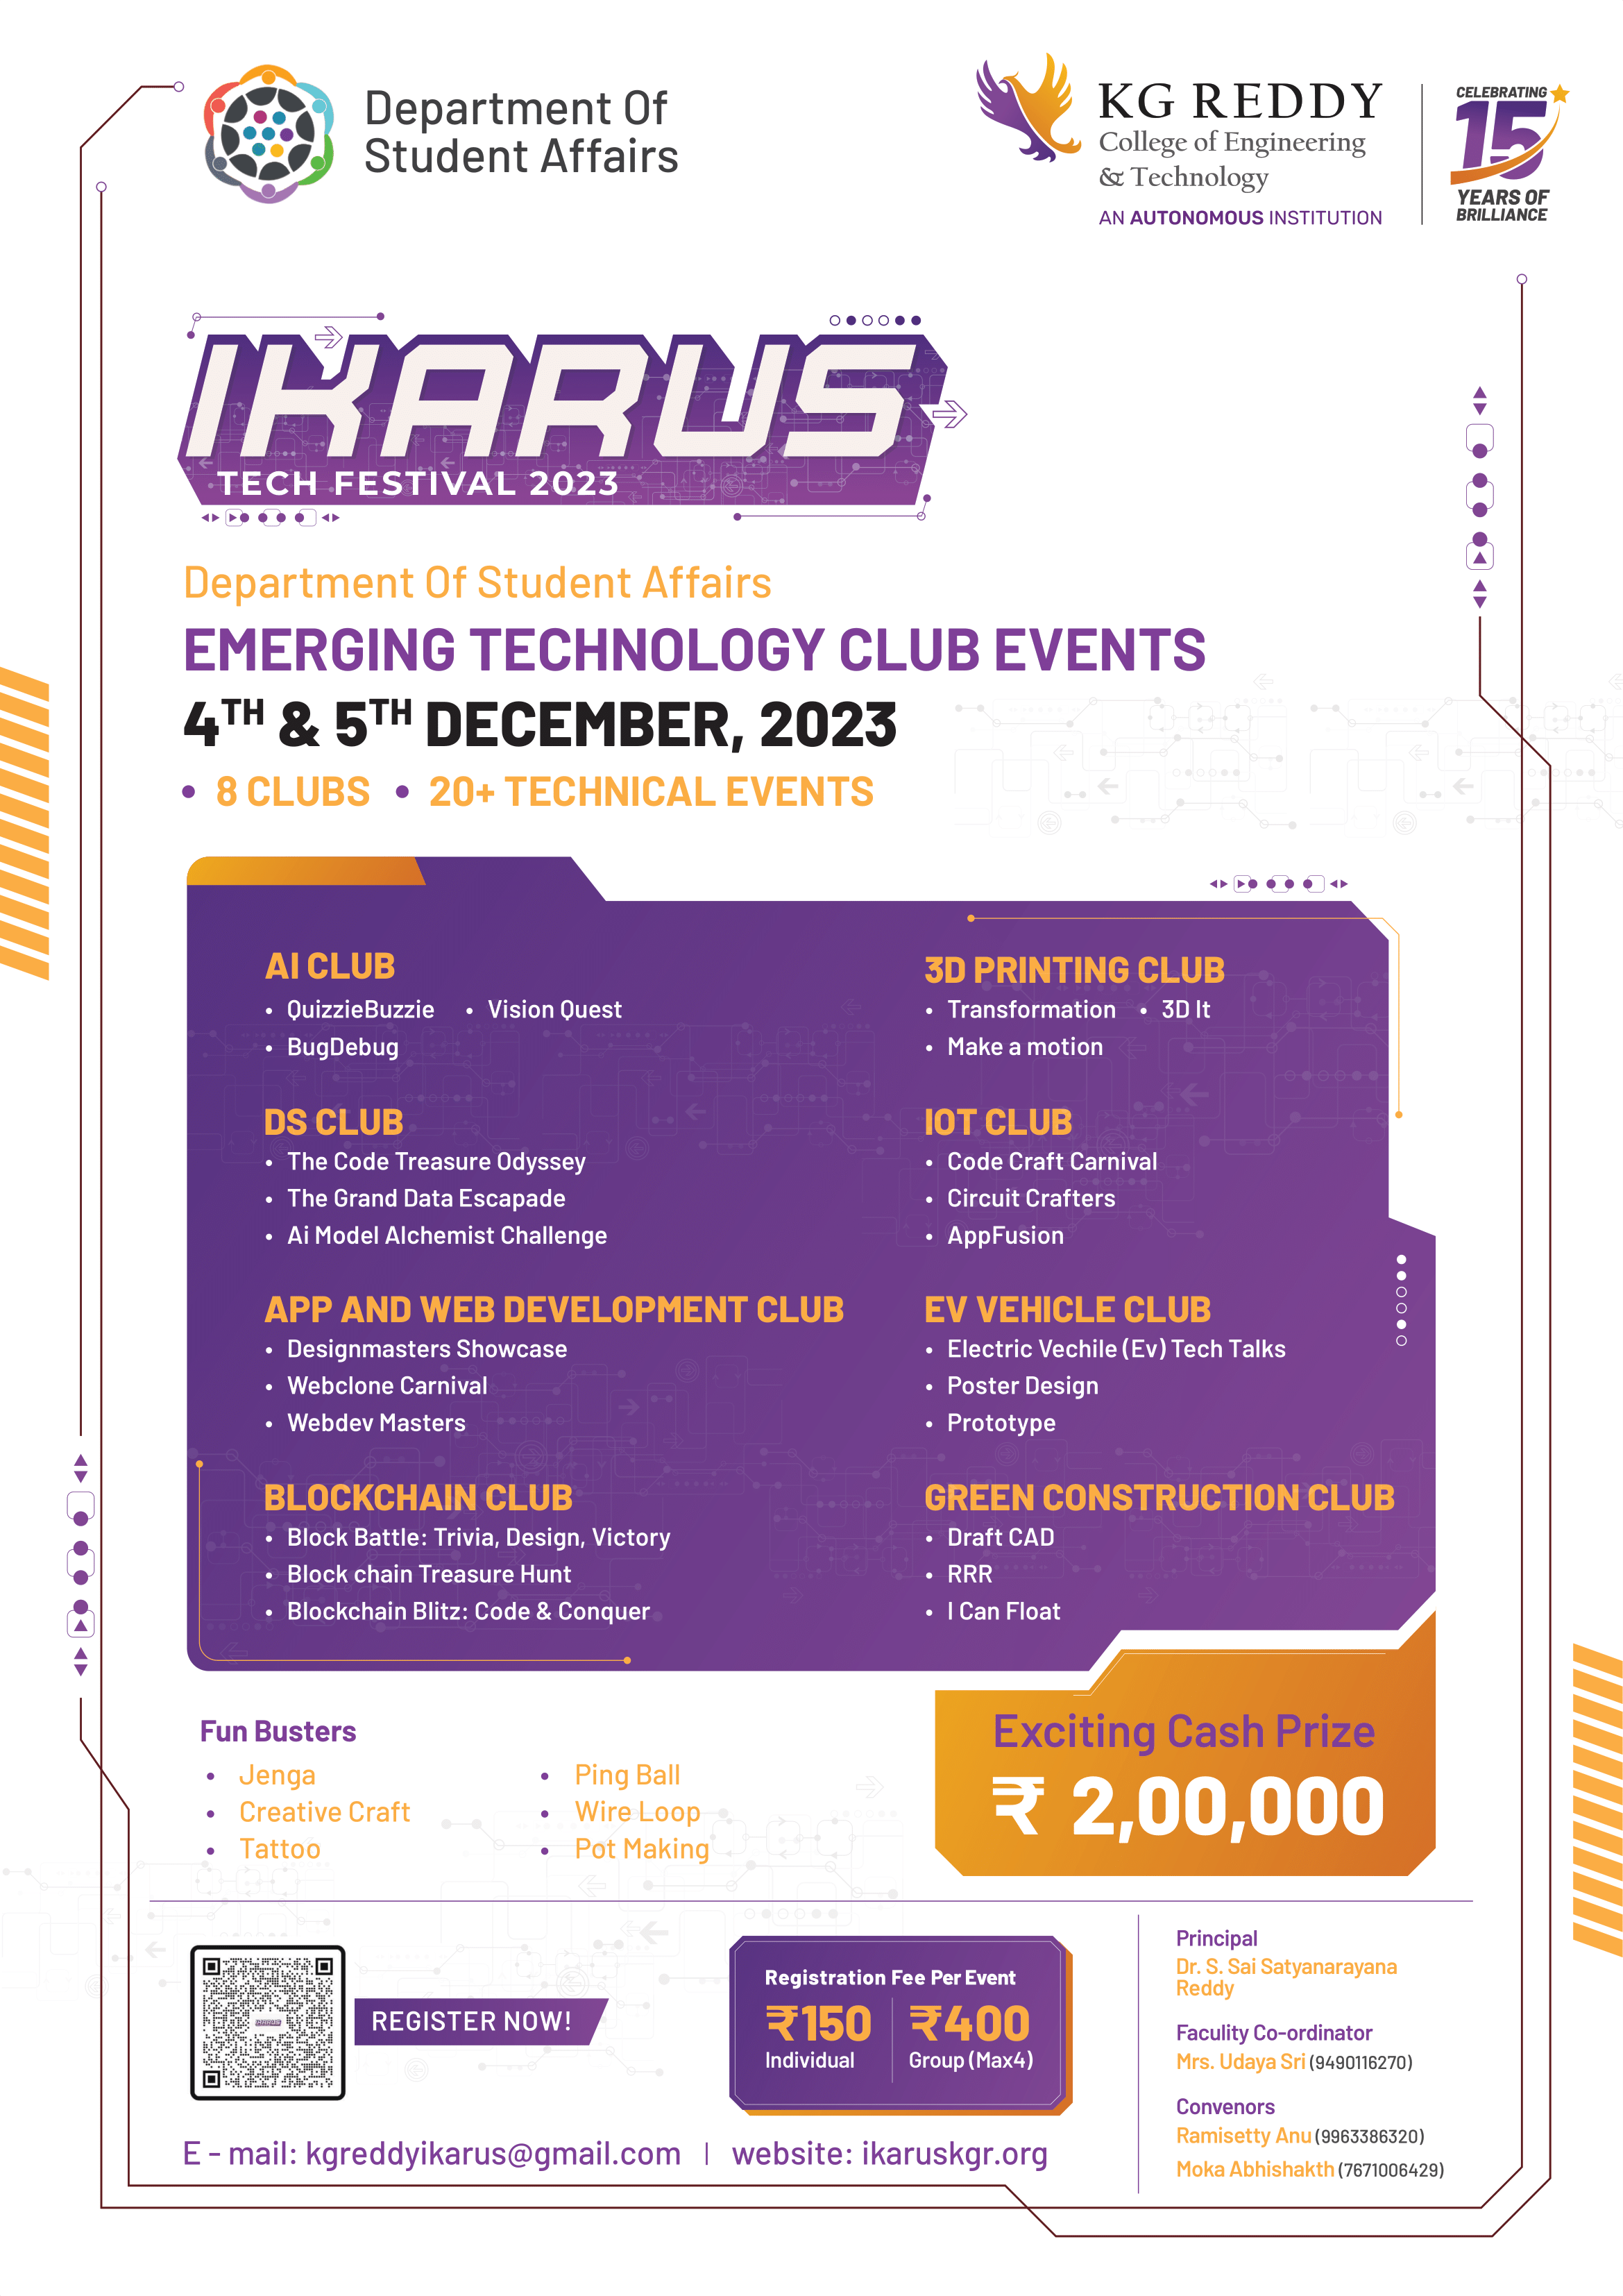 Department Of
Student Affairs
KG REDDY
College of Engineering
& Technology
AN AUTONOMOUS INSTITUTION
CELEBRATING
15
YEARS OF
BRILLIANCE
IKARUS
TECH FESTIVAL 2023
Department Of Student Affairs
EMERGING TECHNOLOGY CLUB EVENTS
4TH & 5TH DECEMBER, 2023
• 8 CLUBS • 20+ TECHNICAL EVENTS
AI CLUB
• QuizzieBuzzie • Vision Quest
• BugDebug
DS CLUB
• The Code Treasure Odyssey
• The Grand Data Escapade
• Ai Model Alchemist Challenge
APP AND WEB DEVELOPMENT CLUB
• Designmasters Showcase
• Webclone Carnival
• Webdev Masters
BLOCKCHAIN CLUB
• Block Battle: Trivia, Design, Victory
• Block chain Treasure Hunt
• Blockchain Blitz: Code & Conquer
3D PRINTING CLUB
• Transformation • 3D It
• Make a motion
IOT CLUB
• Code Craft Carnival
• Circuit Crafters
• AppFusion
EV VEHICLE CLUB
• Electric Vechile (Ev) Tech Talks
• Poster Design
• Prototype
GREEN CONSTRUCTION CLUB
• Draft CAD
• RRR
• I Can Float
Fun Busters
• Jenga
• Creative Craft
• Tattoo
• Ping Ball
• Wire Loop
• Pot Making
Exciting Cash Prize
₹ 2,00,000
IKARUS
REGISTER NOW!
Registration Fee Per Event
₹150
Individual
₹400
Group (Max4)
E - mail: kgreddyikarus@gmail.com | website: ikaruskgr.org
Principal
Dr. S. Sai Satyanarayana
Reddy
Faculity Co-ordinator
Mrs. Udaya Sri (9490116270)
Convenors
Ramisetty Anu (9963386320)
Moka Abhishakth (7671006429)